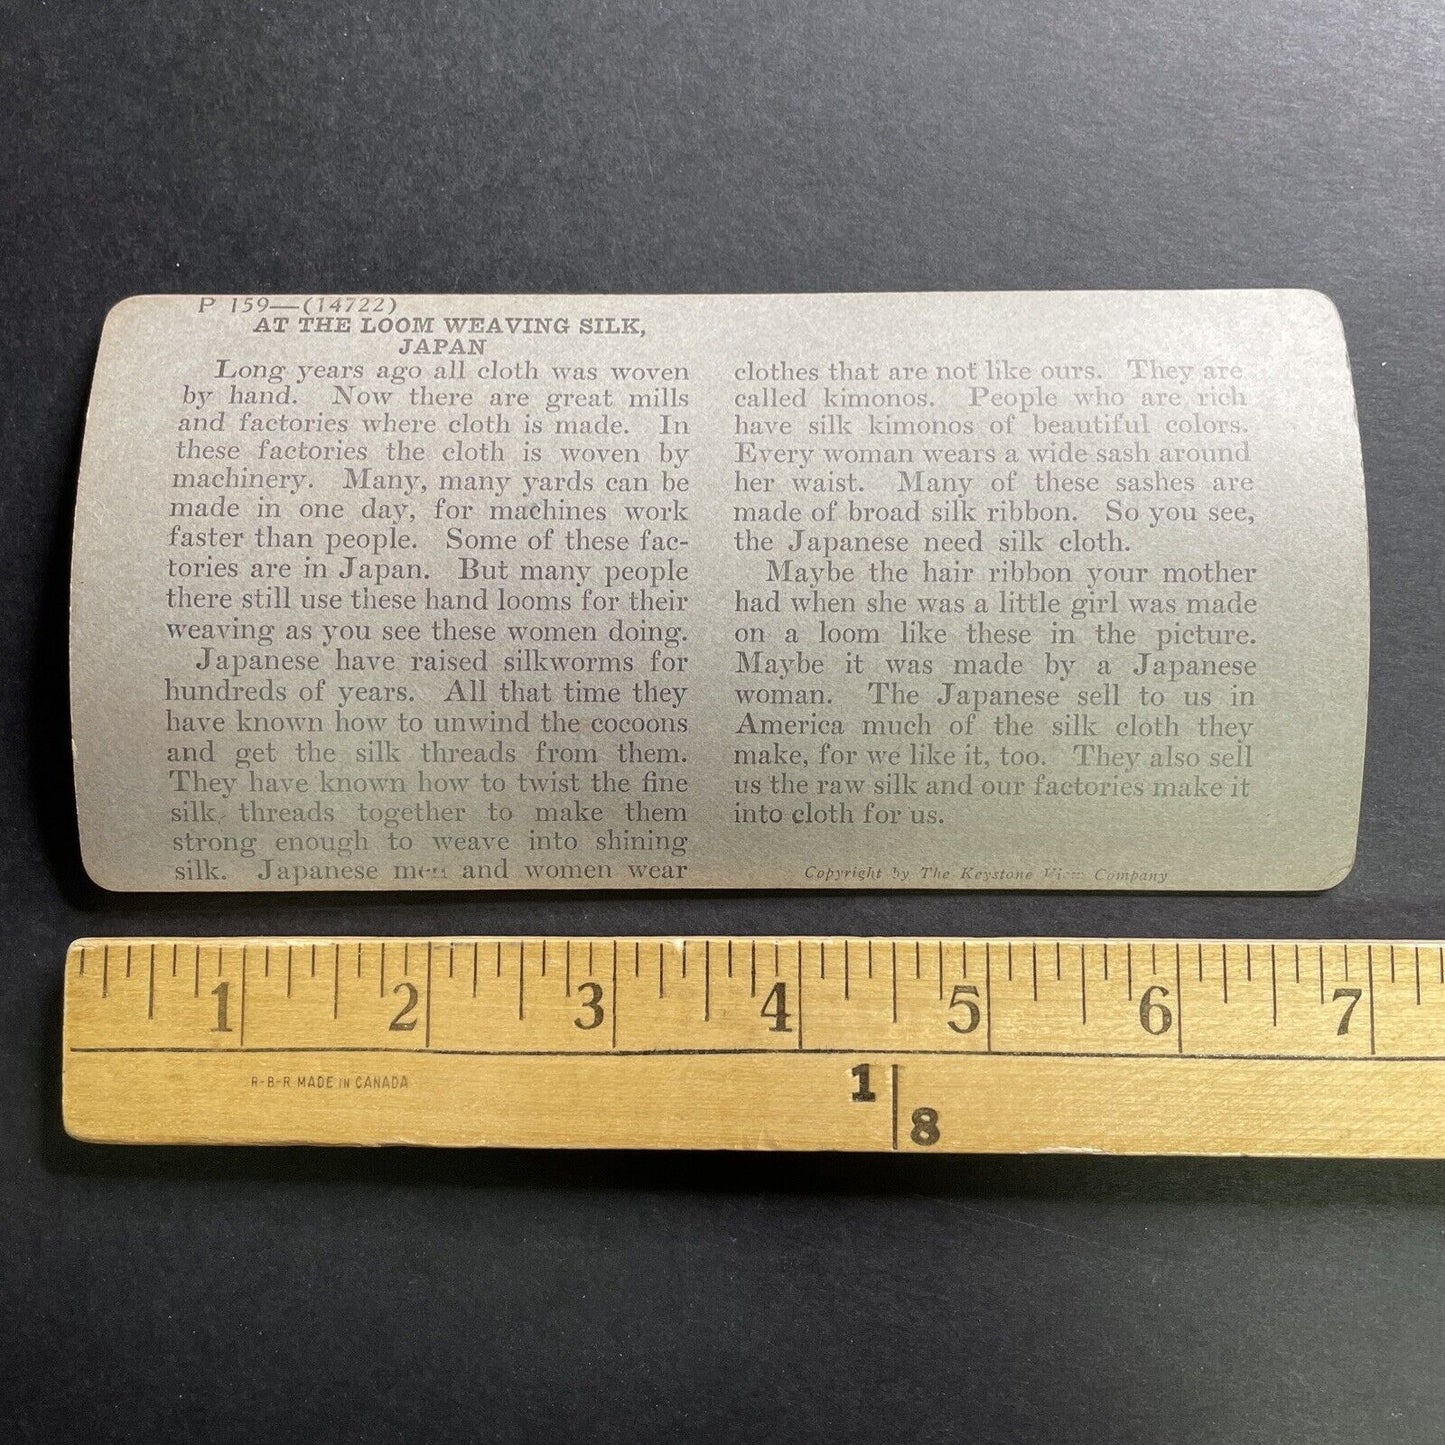 P 159—(14722)
AT THE LOOM WEAVING SILK,
JAPAN
Long years ago all cloth was woven
by hand. Now there are great mills
and factories where cloth is made. In
these factories the cloth is woven by
machinery. Many, many yards can be
made in one day, for machines work
faster than people. Some of these fac-
tories are in Japan. But many people
there still use these hand looms for their
weaving as you see these women doing.
Japanese have raised silkworms for
hundreds of years. All that time they
have known how to unwind the cocoons
and get the silk threads from them.
They have known how to twist the fine
silk threads together to make them
strong enough to weave into shining
silk. Japanese men and women wear
clothes that are not like ours. They are
called kimonos. People who are rich
have silk kimonos of beautiful colors.
Every woman wears a wide sash around
her waist. Many of these sashes are
made of broad silk ribbon. So you see,
the Japanese need silk cloth.
Maybe the hair ribbon your mother
had when she was a little girl was made
on a loom like these in the picture.
Maybe it was made by a Japanese
woman. The Japanese sell to us in
America much of the silk cloth they
make, for we like it, too. They also sell
us the raw silk and our factories make it
into cloth for us.
Copyright by The Keystone View Company
1 2 3 4 5 6 7
R-B-R MADE IN CANADA
1 8